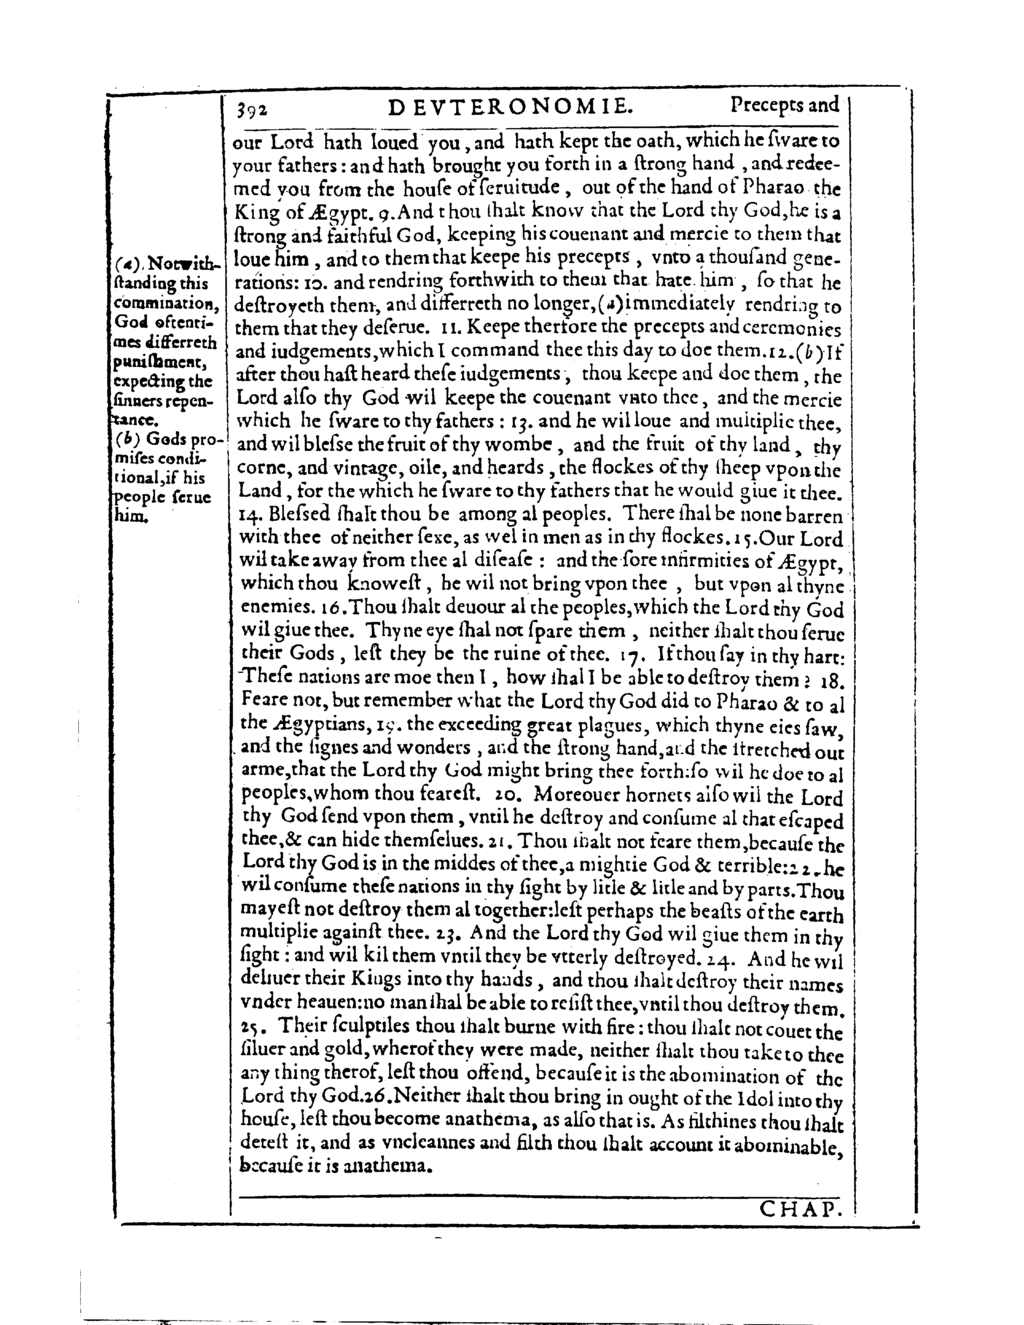 392 DEVTERONOMIE. Precepts and
our Lord hath loued you, and hath kept the oath, which he ſware to
your fathers: and hath brought you forth in a ſtrong hand, and redee-
med you from the houſe of ſeruitude, out of the hand of Pharao the
King of Ægypt. 9. And thou ſhalt know that the Lord thy God, he is a
ſtrong and faithful God, keeping his couenant and mercie to them that
loue him, and to them that keepe his precepts, vnto a thouſand gene-
rations: 10. and rendring forthwith to them that hate him, ſo that he
deſtroyeth them, and differreth no longer, (a) immediately rendring to
them that they deſerue. 11. Keepe therfore the precepts and ceremonies
and iudgements, which I command thee this day to doe them. 12. (b) If
after thou haſt heard theſe iudgements, thou keepe and doe them, the
Lord alſo thy God wil keepe the couenant vnto thee, and the mercie
which he ſware to thy fathers: 13. and he wil loue and multiplie thee,
and wil bleſse the fruit of thy wombe, and the fruit of thy land, thy
corne, and vintage, oile, and heards, the flockes of thy ſheep vpon the
Land, for the which he ſware to thy fathers that he would giue it thee.
14. Bleſsed ſhalt thou be among al peoples. There ſhal be none barren
with thee of neither ſexe, as wel in men as in thy flockes. 15. Our Lord
wil take away from thee al diſeaſe: and the ſore infirmities of Ægypt,
which thou knoweſt, he wil not bring vpon thee, but vpon al thyne
enemies. 16. Thou ſhalt deuour al the peoples, which the Lord thy God
wil giue thee. Thyne eye ſhal not ſpare them, neither ſhalt thou ſerue
their Gods, leſt they be the ruine of thee. 17. If thou ſay in thy hart:
Theſe nations are moe then I, how ſhal I be able to deſtroy them? 18.
Feare not, but remember what the Lord thy God did to Pharao & to al
the Ægyptians, 19. the exceeding great plagues, which thyne eies ſaw,
and the ſignes and wonders, and the ſtrong hand, and the ſtretched out
arme, that the Lord thy God might bring thee forth: ſo wil he doe to al
peoples, whom thou feareſt. 20. Moreouer hornets alſo wil the Lord
thy God ſend vpon them, vntil he deſtroy and conſume al that eſcaped
thee, & can hide themſelues. 21. Thou ſhalt not feare them, becauſe the
Lord thy God is in the middes of thee, a mightie God & terrible: 22. he
wil conſume theſe nations in thy ſight by litle & litle and by parts. Thou
mayeſt not deſtroy them al together: leſt perhaps the beaſts of the earth
multiplie againſt thee. 23. And the Lord thy God wil giue them in thy
ſight: and wil kil them vntil they be vtterly deſtroyed. 24. And he wil
deliuer their Kings into thy hands, and thou ſhalt deſtroy their names
vnder heauen: no man ſhal be able to reſiſt thee, vntil thou deſtroy them.
25. Their ſculptiles thou ſhalt burne with fire: thou ſhalt not couet the
ſiluer and gold, wherof they were made, neither ſhalt thou take to thee
any thing therof, leſt thou offend, becauſe it is the abomination of the
Lord thy God. 26. Neither ſhalt thou bring in ought of the Idol into thy
houſe, leſt thou become anathema, as alſo that is. As filthines thou ſhalt
deteſt it, and as vncleannes and filth thou ſhalt account it abominable,
becauſe it is anathema.
(a). Notwith-
ſtanding this
commination,
God oftenti-
mes differreth
puniſhment,
expecting the
ſinners repen-
tance.
(b) Gods pro-
miſes condi-
tional, if his
people ſerue
him.
CHAP.